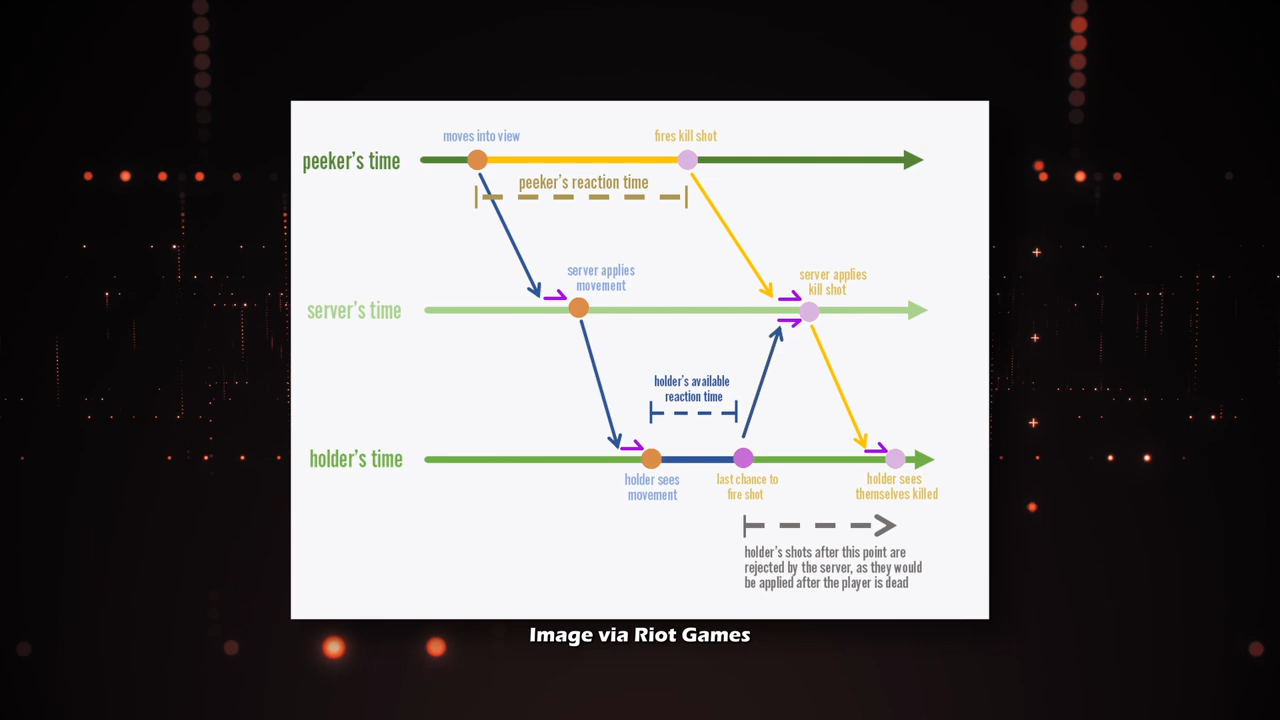 moves into view
fires kill shot
peeker's time
peeker's reaction time
server applies
movement
server applies
kill shot
server's time
holder's available
reaction time
holder's time
holder sees
movement
last chance to
fire shot
holder sees
themselves killed
holder's shots after this point are
rejected by the server, as they would
be applied after the player is dead
Image via Riot Games